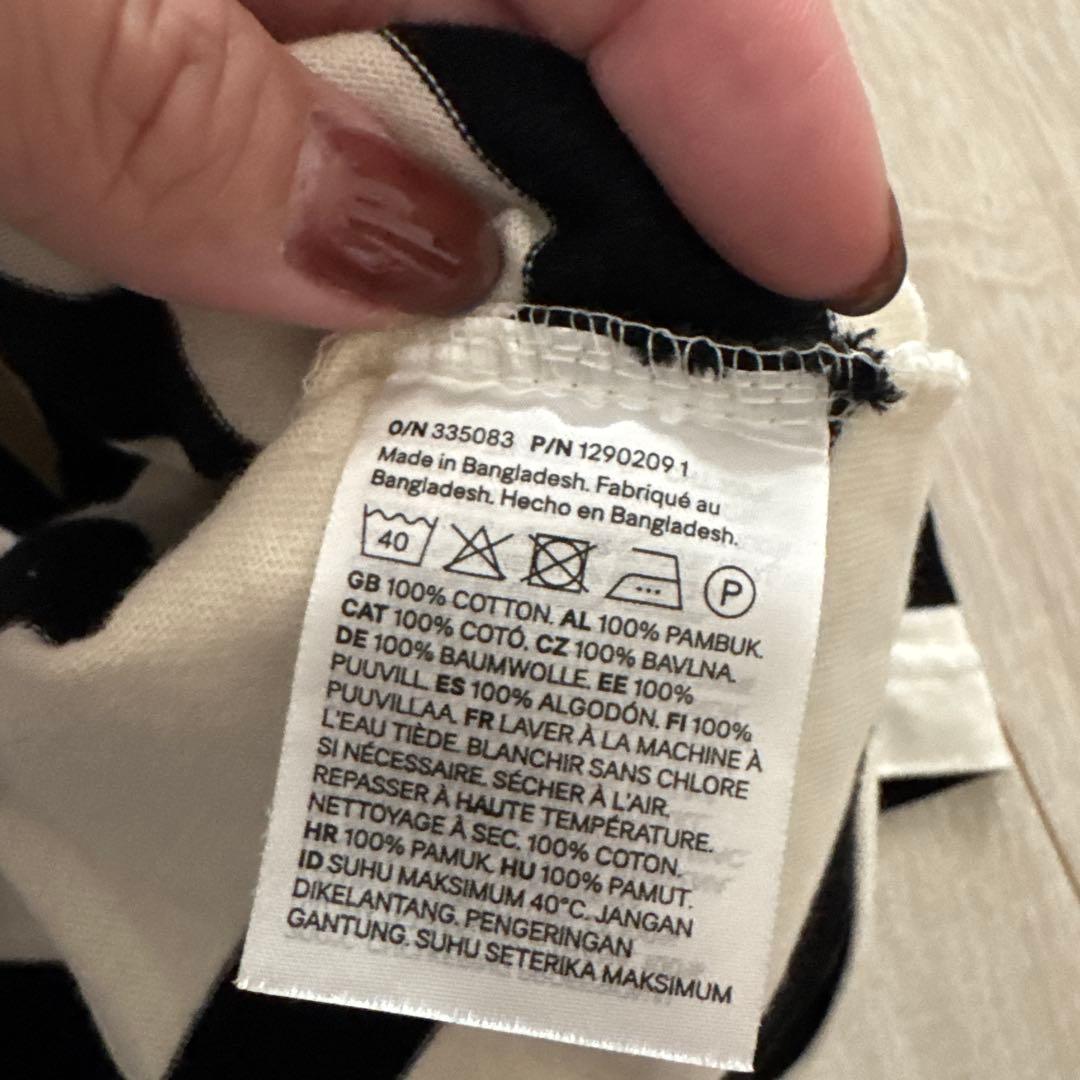 O/N 335083 P/N 1290209 1
Made in Bangladesh. Fabriqué au
Bangladesh. Hecho en Bangladesh.
40 P
GB 100% COTTON. AL 100% PAMBUK.
CAT 100% COTÓ. CZ 100% BAVLNA.
DE 100% BAUMWOLLE. EE 100%
PUUVILL. ES 100% ALGODÓN. FI 100%
PUUVILLAA. FR LAVER À LA MACHINE À
L'EAU TIÈDE. BLANCHIR SANS CHLORE
SI NÉCESSAIRE. SÉCHER À L'AIR.
REPASSER À HAUTE TEMPÉRATURE.
NETTOYAGE À SEC. 100% COTON.
HR 100% PAMUK. HU 100% PAMUT.
ID SUHU MAKSIMUM 40°C. JANGAN
DIKELANTANG. PENGERINGAN
GANTUNG. SUHU SETERIKA MAKSIMUM